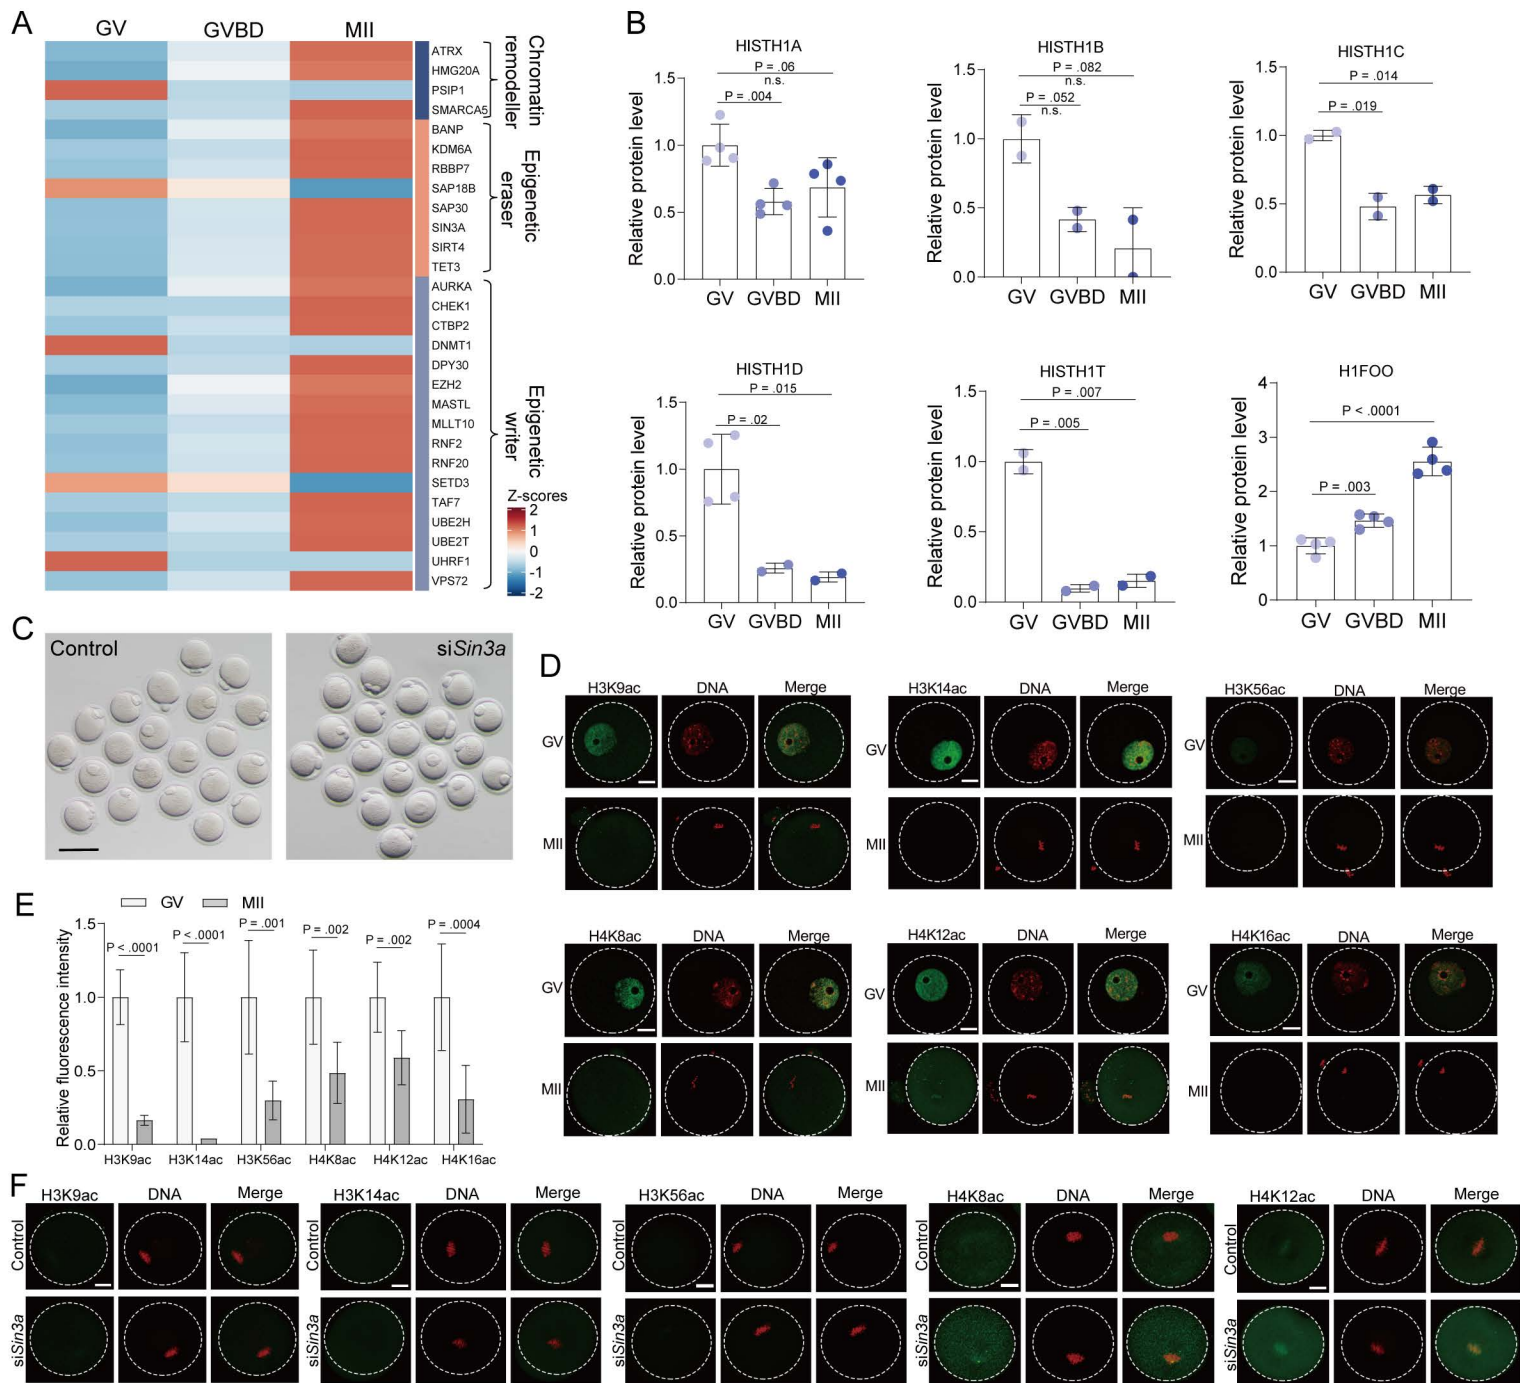 A
GV GVBD MII
ATRX
HMG20A
PSIP1
SMARCA5
BANP
KDM6A
RBBP7
SAP18B
SAP30
SIN3A
SIRT4
TET3
AURKA
CHEK1
CTBP2
DNMT1
DPY30
EZH2
MASTL
MLLT10
RNF2
RNF20
SETD3
TAF7
UBE2H
UBE2T
UHRF1
VPS72
Chromatin
remodeller
Epigenetic
eraser
Epigenetic
writer
Z-scores
2
1
0
-1
-2
B
HISTH1A
Relative protein level
1.5
1.0
0.5
0.0
P = .06
n.s.
P = .004
GV GVBD MII
HISTH1B
Relative protein level
1.5
1.0
0.5
0.0
P = .082
n.s.
P = .052
n.s.
GV GVBD MII
HISTH1C
Relative protein level
1.5
1.0
0.5
0.0
P = .014
P = .019
GV GVBD MII
HISTH1D
Relative protein level
1.5
1.0
0.5
0.0
P = .015
P = .02
GV GVBD MII
HISTH1T
Relative protein level
1.5
1.0
0.5
0.0
P = .007
P = .005
GV GVBD MII
H1FOO
Relative protein level
4
3
2
1
0
P < .0001
P = .003
GV GVBD MII
C
Control
siSin3a
D
H3K9ac DNA Merge
GV
MII
H3K14ac DNA Merge
GV
MII
H3K56ac DNA Merge
GV
MII
H4K8ac DNA Merge
GV
MII
H4K12ac DNA Merge
GV
MII
H4K16ac DNA Merge
GV
MII
E
GV MII
Relative fluorescence intensity
1.5
1.0
0.5
0.0
P < .0001
P < .0001
P = .001
P = .002
P = .002
P = .0004
H3K9ac H3K14ac H3K56ac H4K8ac H4K12ac H4K16ac
F
H3K9ac DNA Merge
Control
siSin3a
H3K14ac DNA Merge
Control
siSin3a
H3K56ac DNA Merge
Control
siSin3a
H4K8ac DNA Merge
Control
siSin3a
H4K12ac DNA Merge
Control
siSin3a